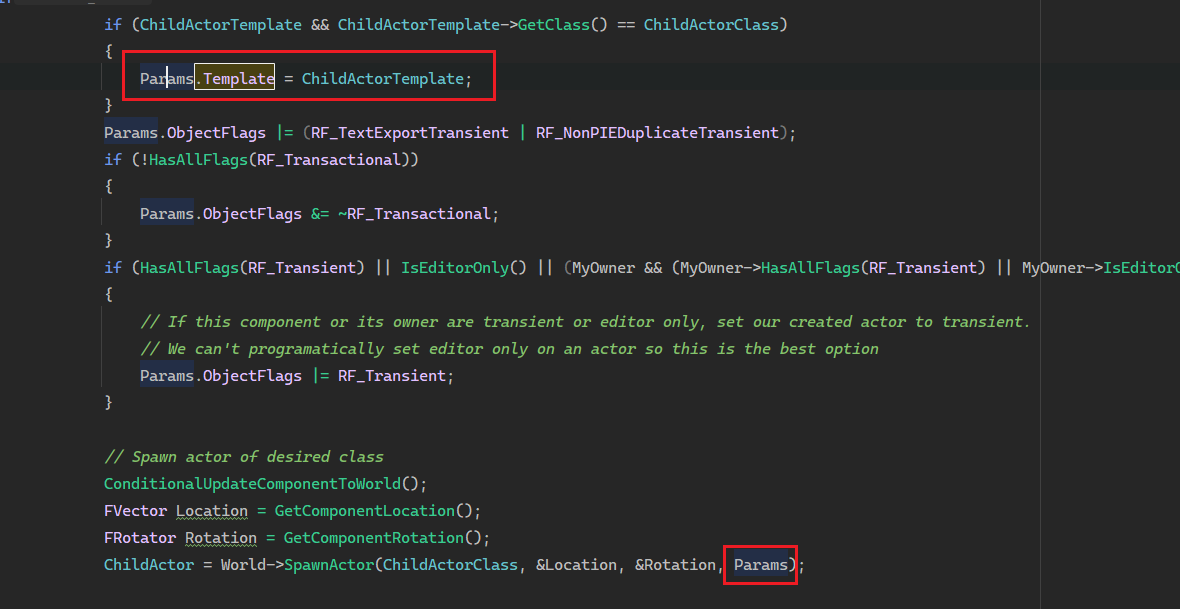 if (ChildActorTemplate && ChildActorTemplate->GetClass() == ChildActorClass)
{
Params.Template = ChildActorTemplate;
}
Params.ObjectFlags |= (RF_TextExportTransient | RF_NonPIEDuplicateTransient);
if (!HasAllFlags(RF_Transactional))
{
Params.ObjectFlags &= ~RF_Transactional;
}
if (HasAllFlags(RF_Transient) || IsEditorOnly() || (MyOwner && (MyOwner->HasAllFlags(RF_Transient) || MyOwner->IsEditorO
{
// If this component or its owner are transient or editor only, set our created actor to transient.
// We can't programatically set editor only on an actor so this is the best option
Params.ObjectFlags |= RF_Transient;
}
// Spawn actor of desired class
ConditionalUpdateComponentToWorld();
FVector Location = GetComponentLocation();
FRotator Rotation = GetComponentRotation();
ChildActor = World->SpawnActor(ChildActorClass, &Location, &Rotation, Params);